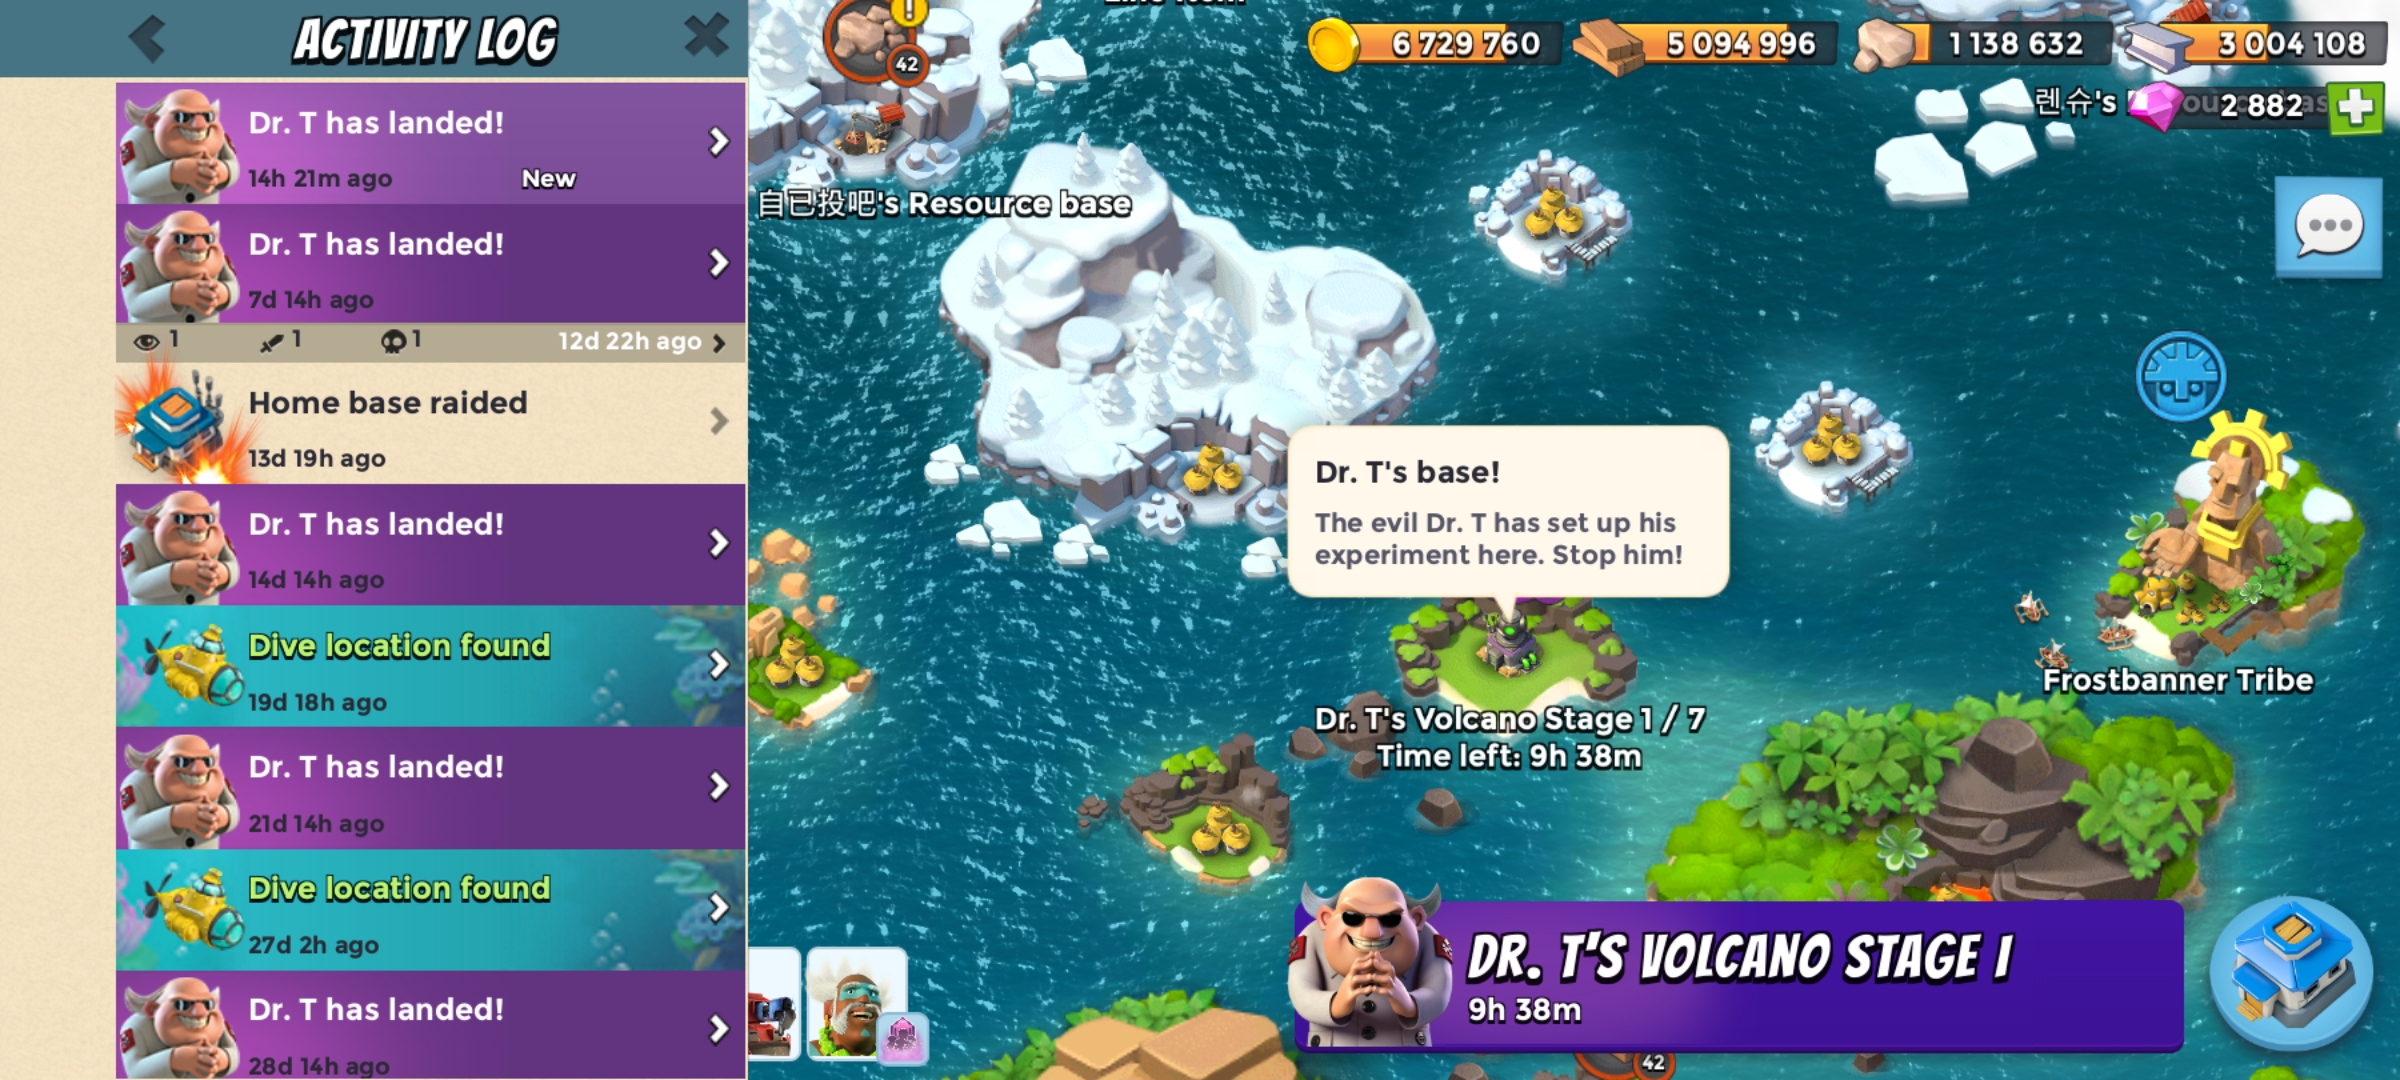 ACTIVITY LOG
Dr. T has landed!
14h 21m ago
New
Dr. T has landed!
7d 14h ago
1
1
1
12d 22h ago
Home base raided
13d 19h ago
Dr. T has landed!
14d 14h ago
Dive location found
19d 18h ago
Dr. T has landed!
21d 14h ago
Dive location found
27d 2h ago
Dr. T has landed!
28d 14h ago
42
6 729 760
5 094 996
1 138 632
3 004 108
렌슈's
2 882
自己投吧's Resource base
Dr. T's base!
The evil Dr. T has set up his
experiment here. Stop him!
Dr. T's Volcano Stage 1 / 7
Time left: 9h 38m
Frostbanner Tribe
DR. T'S VOLCANO STAGE 1
9h 38m
42